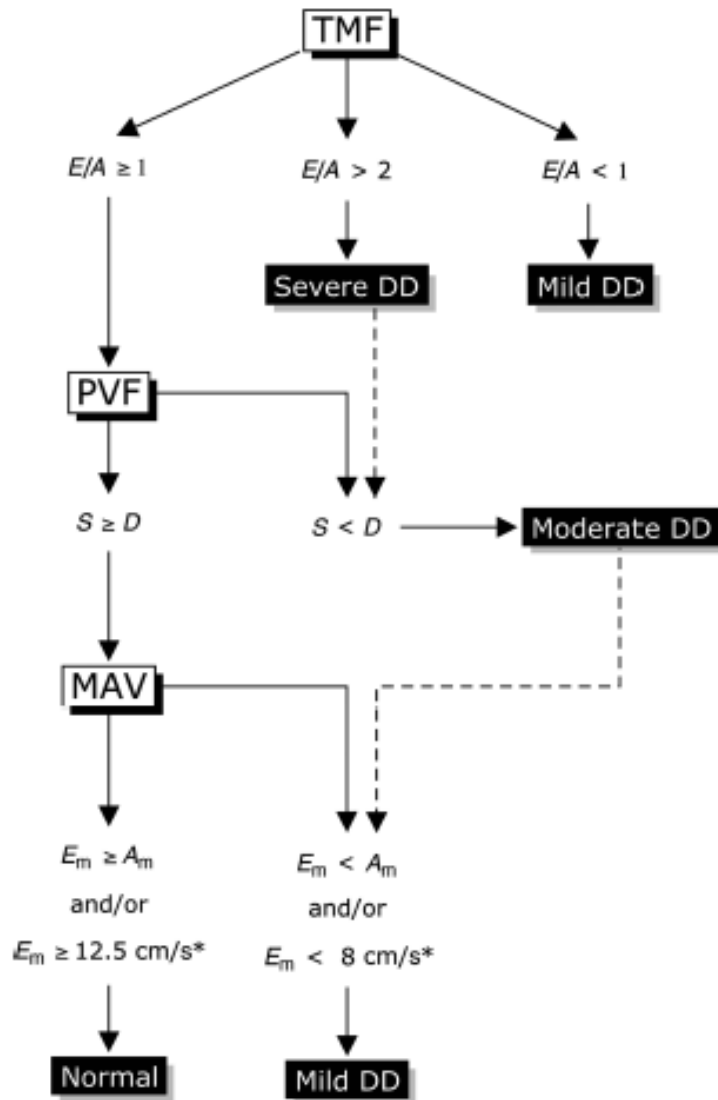 TMF
E/A ≥ 1
E/A > 2
E/A < 1
Severe DD
Mild DD
PVF
S ≥ D
S < D
Moderate DD
MAV
Em ≥ Am
and/or
Em ≥ 12.5 cm/s*
Em < Am
and/or
Em < 8 cm/s*
Normal
Mild DD